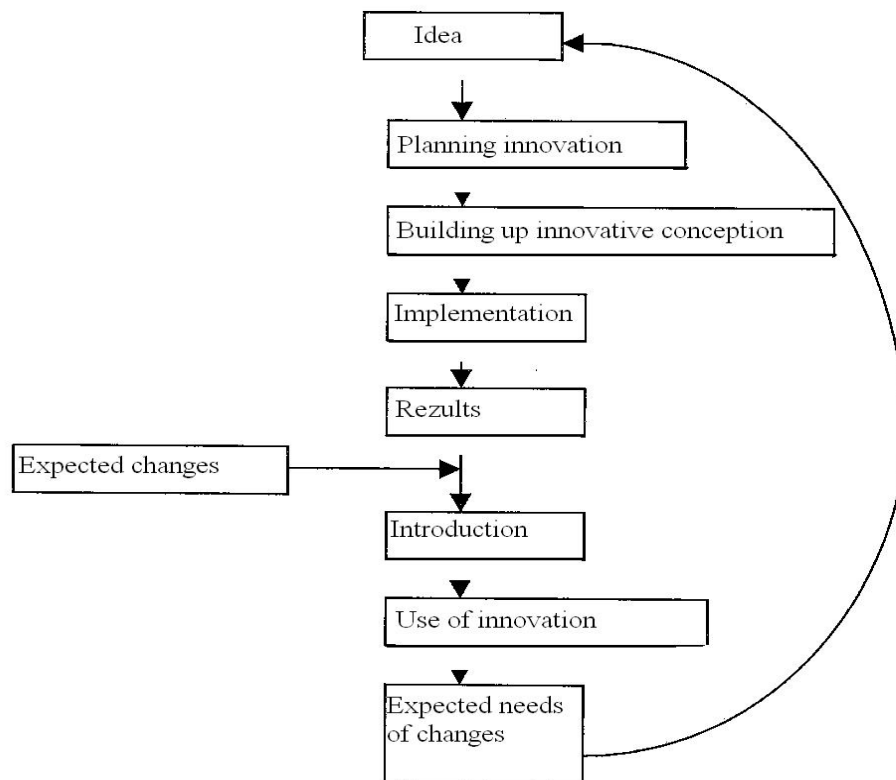 Idea
Planning innovation
Building up innovative conception
Implementation
Rezults
Expected changes
Introduction
Use of innovation
Expected needs
of changes